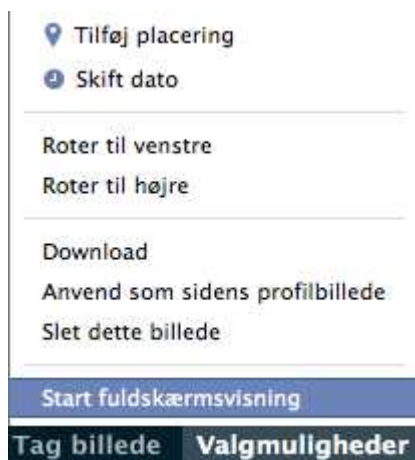 Tilføj placering
Skift dato
Roter til venstre
Roter til højre
Download
Anvend som sidens profilbillede
Slet dette billede
Start fuldskærmsvisning
Tag billede Valgmuligheder